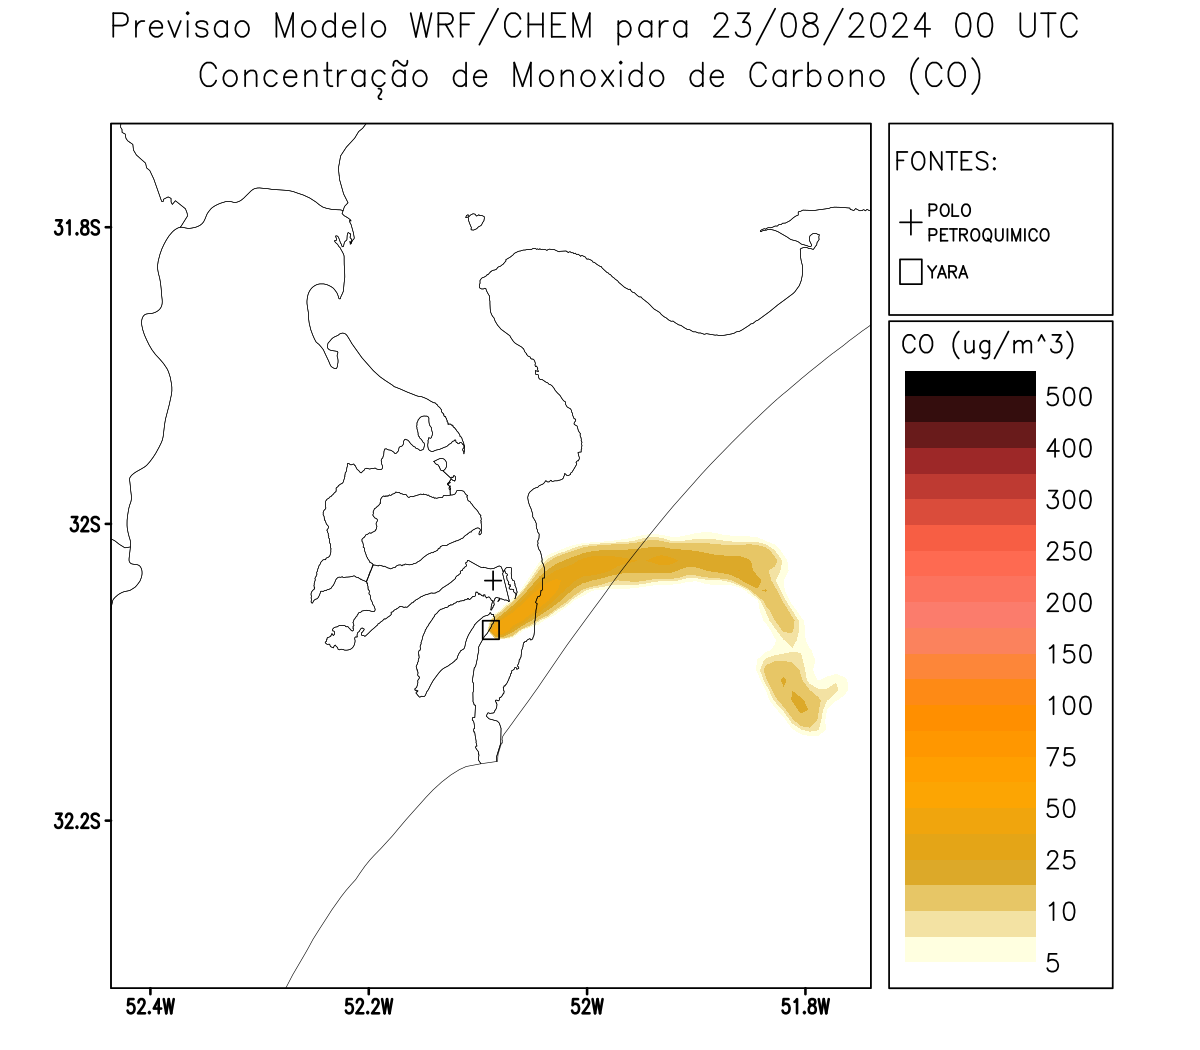 Previsao Modelo WRF/CHEM para 23/08/2024 00 UTC
Concentração de Monoxido de Carbono (CO)
FONTES:
POLO
PETROQUIMICO
YARA
31.8S
32S
32.2S
52.4W
52.2W
52W
51.8W
CO (ug/m^3)
500
400
300
250
200
150
100
75
50
25
10
5